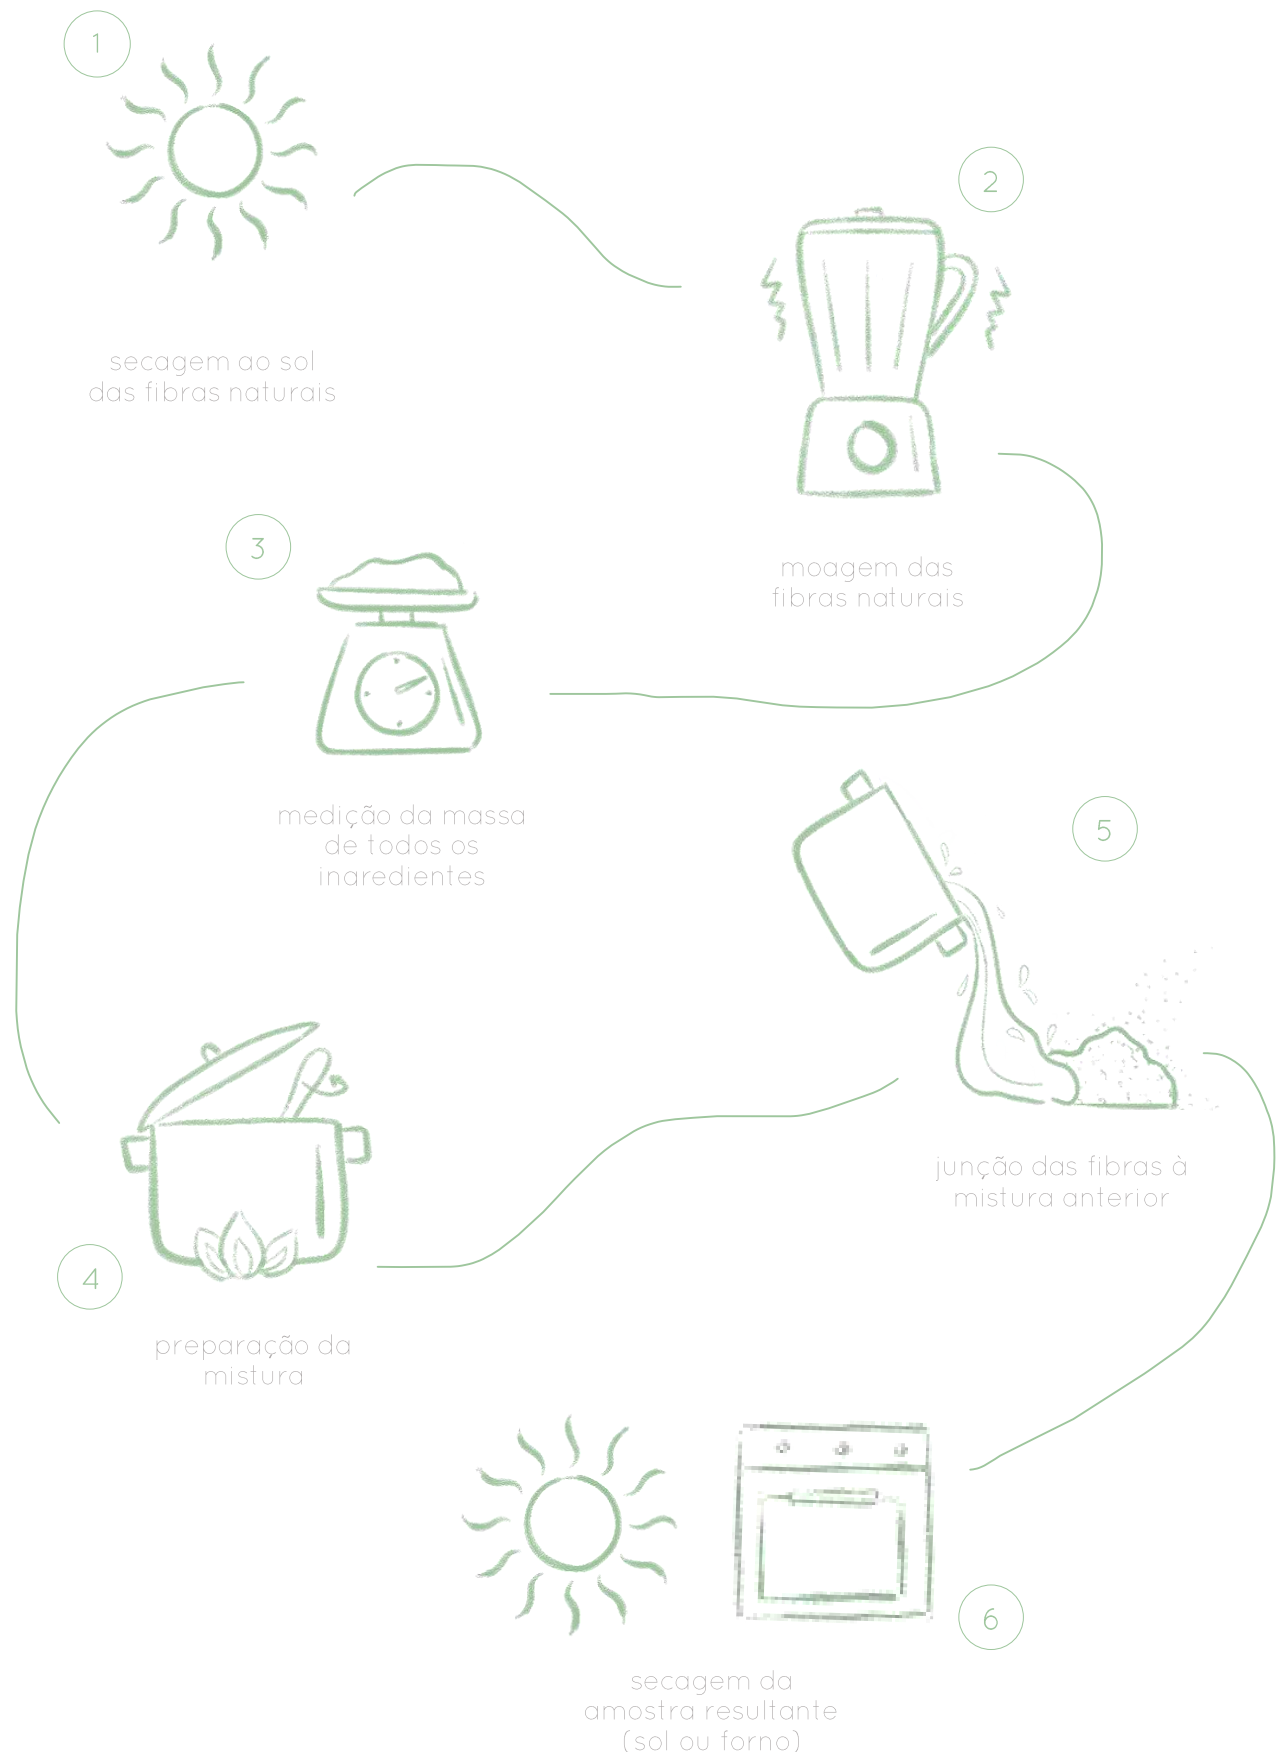 1
secagem ao sol
das fibras naturais
2
moagem das
fibras naturais
3
medição da massa
de todos os
ingredientes
4
preparação da
mistura
5
junção das fibras à
mistura anterior
6
secagem da
amostra resultante
(sol ou forno)